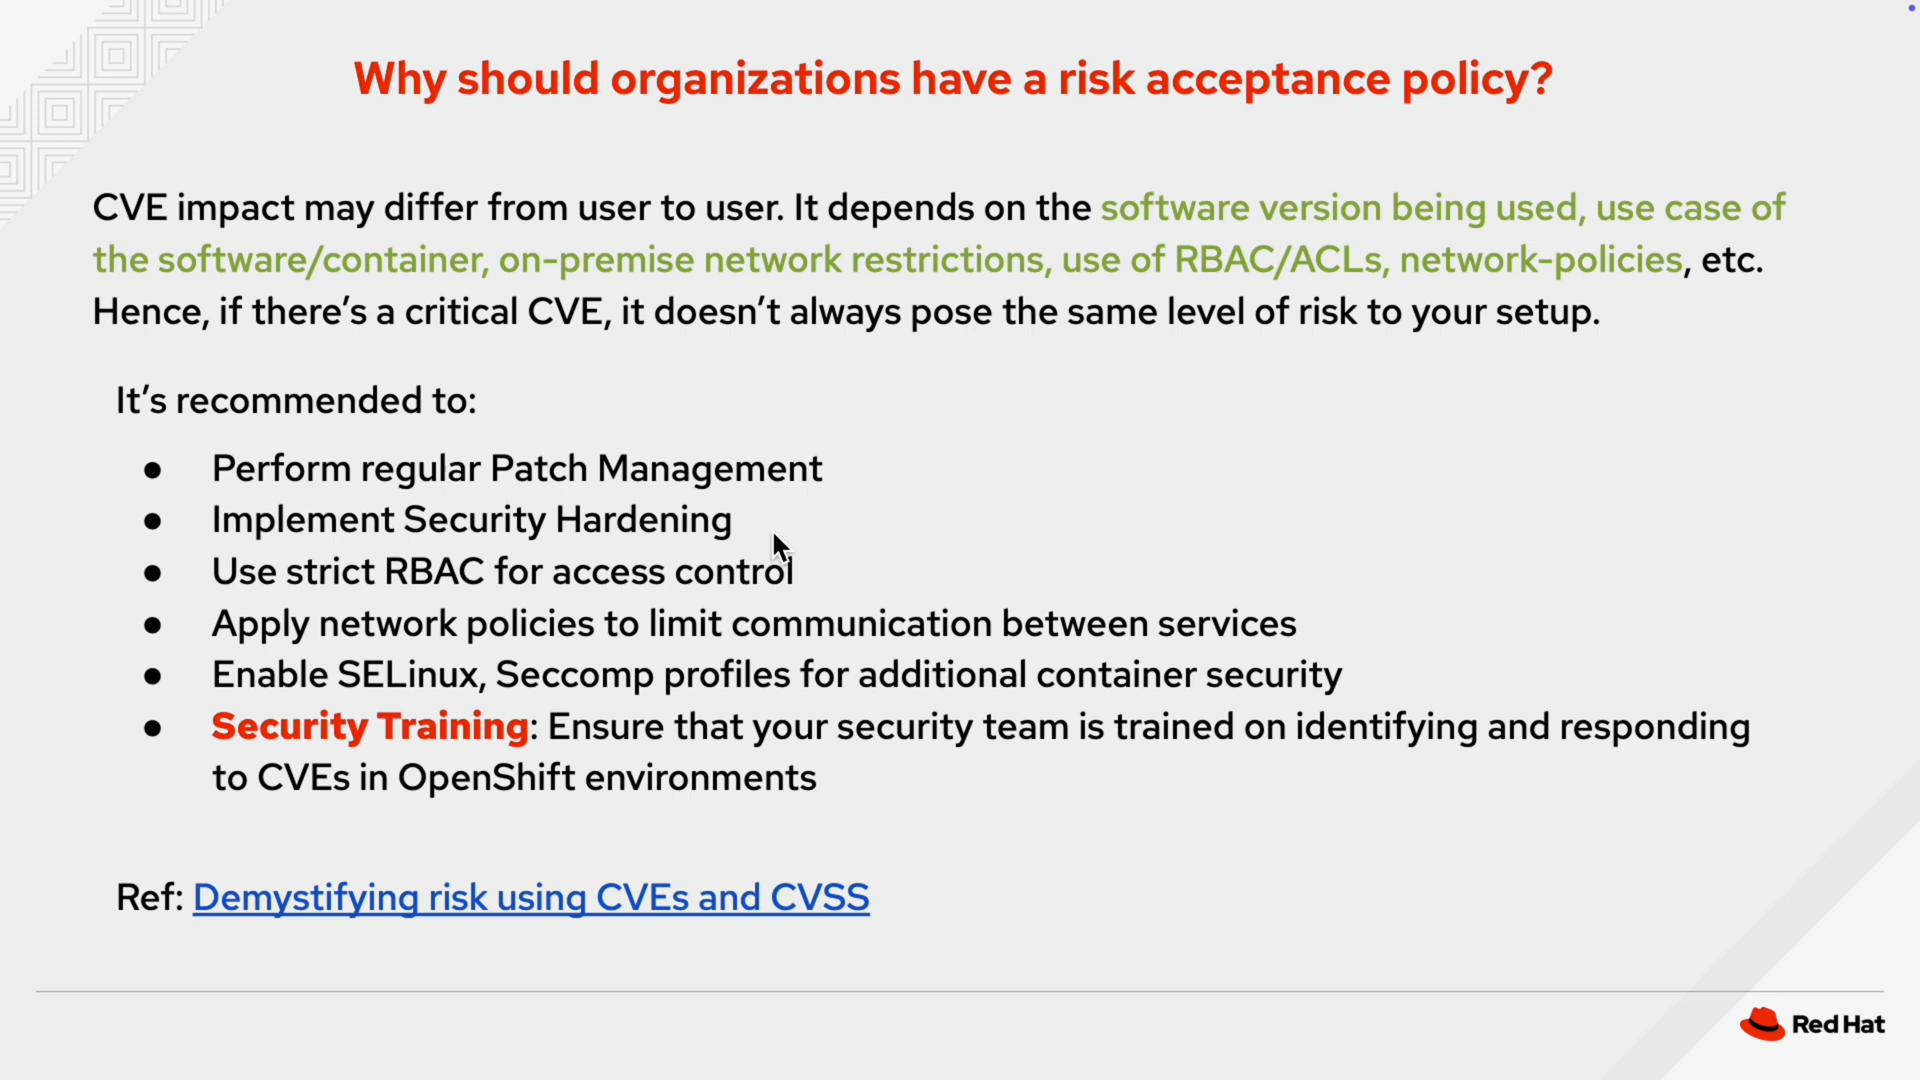 Why should organizations have a risk acceptance policy?
CVE impact may differ from user to user. It depends on the software version being used, use case of
the software/container, on-premise network restrictions, use of RBAC/ACLs, network-policies, etc.
Hence, if there’s a critical CVE, it doesn’t always pose the same level of risk to your setup.
It’s recommended to:
● Perform regular Patch Management
● Implement Security Hardening
● Use strict RBAC for access control
● Apply network policies to limit communication between services
● Enable SELinux, Seccomp profiles for additional container security
● Security Training: Ensure that your security team is trained on identifying and responding
to CVEs in OpenShift environments
Ref: Demystifying risk using CVEs and CVSS
Red Hat